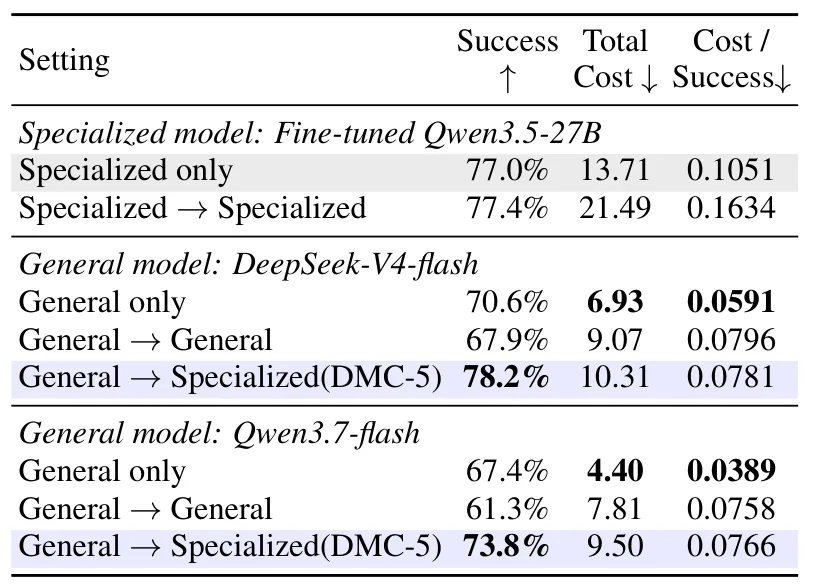 Setting Success ↑ Total Cost ↓ Cost / Success↓
Specialized model: Fine-tuned Qwen3.5-27B
Specialized only 77.0% 13.71 0.1051
Specialized → Specialized 77.4% 21.49 0.1634
General model: DeepSeek-V4-flash
General only 70.6% 6.93 0.0591
General → General 67.9% 9.07 0.0796
General → Specialized(DMC-5) 78.2% 10.31 0.0781
General model: Qwen3.7-flash
General only 67.4% 4.40 0.0389
General → General 61.3% 7.81 0.0758
General → Specialized(DMC-5) 73.8% 9.50 0.0766